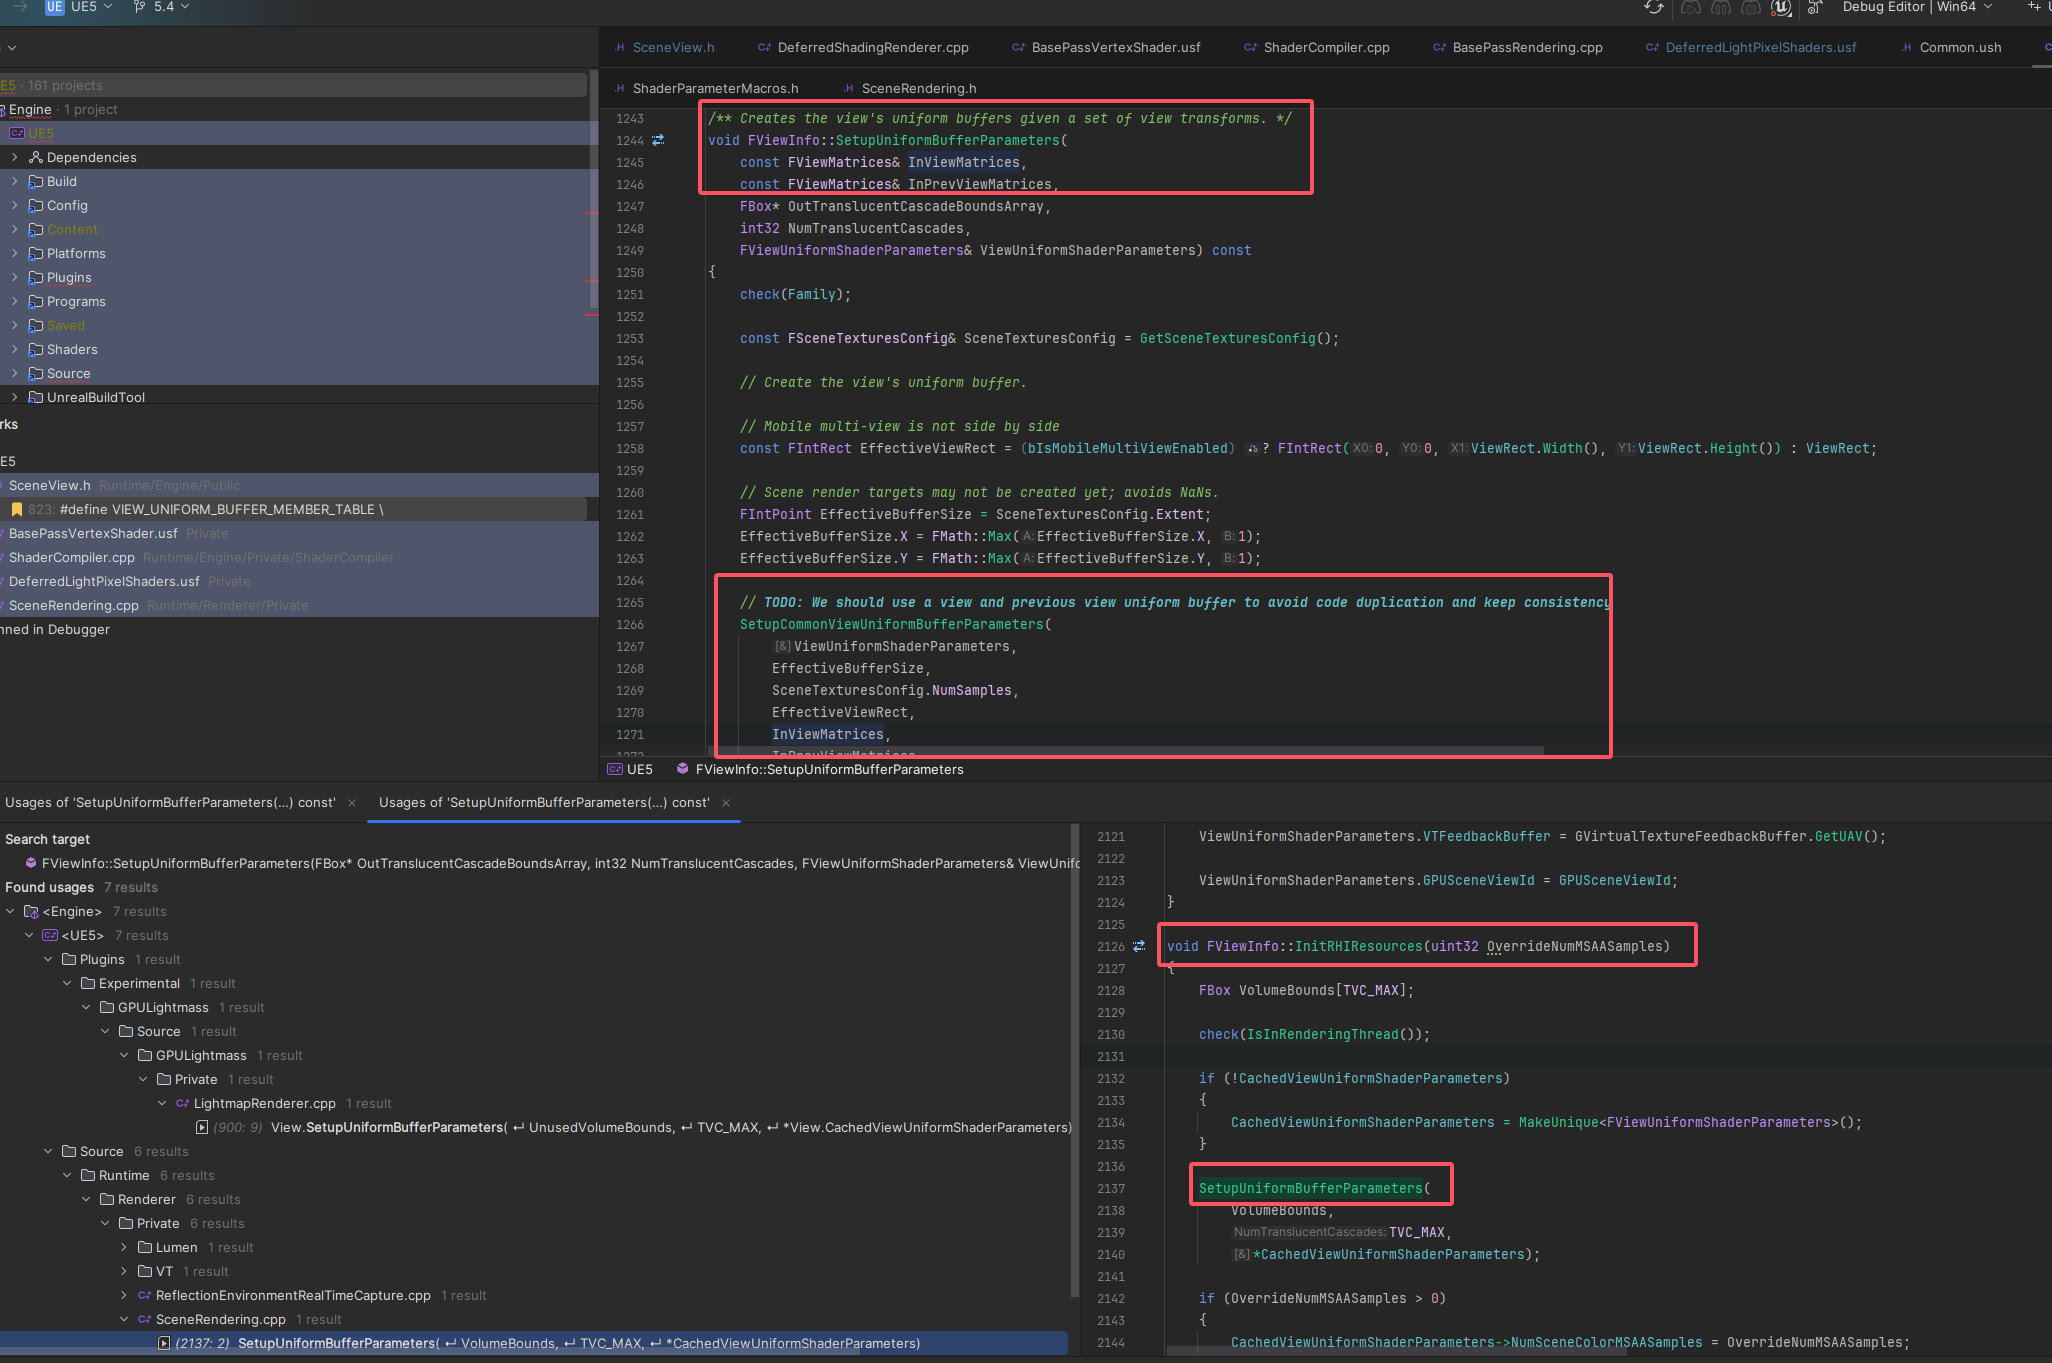 UE UE5 5.4 Debug Editor | Win64
SceneView.h DeferredShadingRenderer.cpp BasePassVertexShader.usf ShaderCompiler.cpp BasePassRendering.cpp DeferredLightPixelShaders.usf Common.ush
ShaderParameterMacros.h SceneRendering.h
E5 · 161 projects
Engine · 1 project
UE5
Dependencies
Build
Config
Content
Platforms
Plugins
Programs
Saved
Shaders
Source
UnrealBuildTool
rks
E5
SceneView.h Runtime/Engine/Public
823: #define VIEW_UNIFORM_BUFFER_MEMBER_TABLE \
BasePassVertexShader.usf Private
ShaderCompiler.cpp Runtime/Engine/Private/ShaderCompiler
DeferredLightPixelShaders.usf Private
SceneRendering.cpp Runtime/Renderer/Private
nned in Debugger
1243 /** Creates the view's uniform buffers given a set of view transforms. */
1244 void FViewInfo::SetupUniformBufferParameters(
1245 const FViewMatrices& InViewMatrices,
1246 const FViewMatrices& InPrevViewMatrices,
1247 FBox* OutTranslucentCascadeBoundsArray,
1248 int32 NumTranslucentCascades,
1249 FViewUniformShaderParameters& ViewUniformShaderParameters) const
1250 {
1251 check(Family);
1252
1253 const FSceneTexturesConfig& SceneTexturesConfig = GetSceneTexturesConfig();
1254
1255 // Create the view's uniform buffer.
1256
1257 // Mobile multi-view is not side by side
1258 const FIntRect EffectiveViewRect = (bIsMobileMultiViewEnabled) ? FIntRect( X0: 0, Y0: 0, X1: ViewRect.Width(), Y1: ViewRect.Height()) : ViewRect;
1259
1260 // Scene render targets may not be created yet; avoids NaNs.
1261 FIntPoint EffectiveBufferSize = SceneTexturesConfig.Extent;
1262 EffectiveBufferSize.X = FMath::Max( A: EffectiveBufferSize.X, B: 1);
1263 EffectiveBufferSize.Y = FMath::Max( A: EffectiveBufferSize.Y, B: 1);
1264
1265 // TODO: We should use a view and previous view uniform buffer to avoid code duplication and keep consistency
1266 SetupCommonViewUniformBufferParameters(
1267 [&] ViewUniformShaderParameters,
1268 EffectiveBufferSize,
1269 SceneTexturesConfig.NumSamples,
1270 EffectiveViewRect,
1271 InViewMatrices,
1272 InPrevViewMatrices
UE5 FViewInfo::SetupUniformBufferParameters
Usages of 'SetupUniformBufferParameters(...) const' × Usages of 'SetupUniformBufferParameters(...) const' ×
Search target
FViewInfo::SetupUniformBufferParameters(FBox* OutTranslucentCascadeBoundsArray, int32 NumTranslucentCascades, FViewUniformShaderParameters& ViewUnifo
Found usages 7 results
<Engine> 7 results
<UE5> 7 results
Plugins 1 result
Experimental 1 result
GPULightmass 1 result
Source 1 result
GPULightmass 1 result
Private 1 result
LightmapRenderer.cpp 1 result
(900: 9) View.SetupUniformBufferParameters( ↵ UnusedVolumeBounds, ↵ TVC_MAX, ↵ *View.CachedViewUniformShaderParameters)
Source 6 results
Runtime 6 results
Renderer 6 results
Private 6 results
Lumen 1 result
VT 1 result
ReflectionEnvironmentRealTimeCapture.cpp 1 result
SceneRendering.cpp 1 result
(2137: 2) SetupUniformBufferParameters( ↵ VolumeBounds, ↵ TVC_MAX, ↵ *CachedViewUniformShaderParameters)
2121 ViewUniformShaderParameters.VTFeedbackBuffer = GVirtualTextureFeedbackBuffer.GetUAV();
2122
2123 ViewUniformShaderParameters.GPUSceneViewId = GPUSceneViewId;
2124 }
2125
2126 void FViewInfo::InitRHIResources(uint32 OverrideNumMSAASamples)
2127 {
2128 FBox VolumeBounds[TVC_MAX];
2129
2130 check(IsInRenderingThread());
2131
2132 if (!CachedViewUniformShaderParameters)
2133 {
2134 CachedViewUniformShaderParameters = MakeUnique<FViewUniformShaderParameters>();
2135 }
2136
2137 SetupUniformBufferParameters(
2138 VolumeBounds,
2139 NumTranslucentCascades: TVC_MAX,
2140 [&] *CachedViewUniformShaderParameters);
2141
2142 if (OverrideNumMSAASamples > 0)
2143 {
2144 CachedViewUniformShaderParameters->NumSceneColorMSAASamples = OverrideNumMSAASamples;